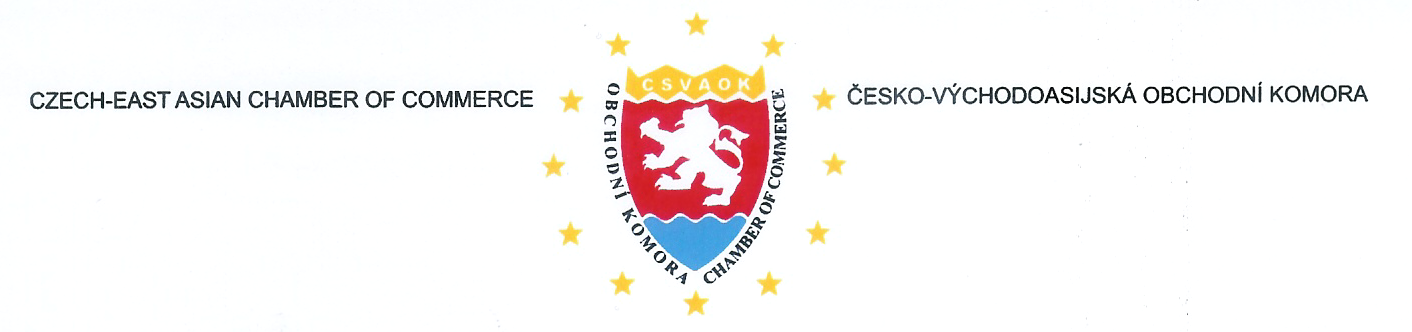 CZECH-EAST ASIAN CHAMBER OF COMMERCE
CSVAOK
OBCHODNÍ KOMORA
CHAMBER OF COMMERCE
ČESKO-VÝCHODOASIJSKÁ OBCHODNÍ KOMORA